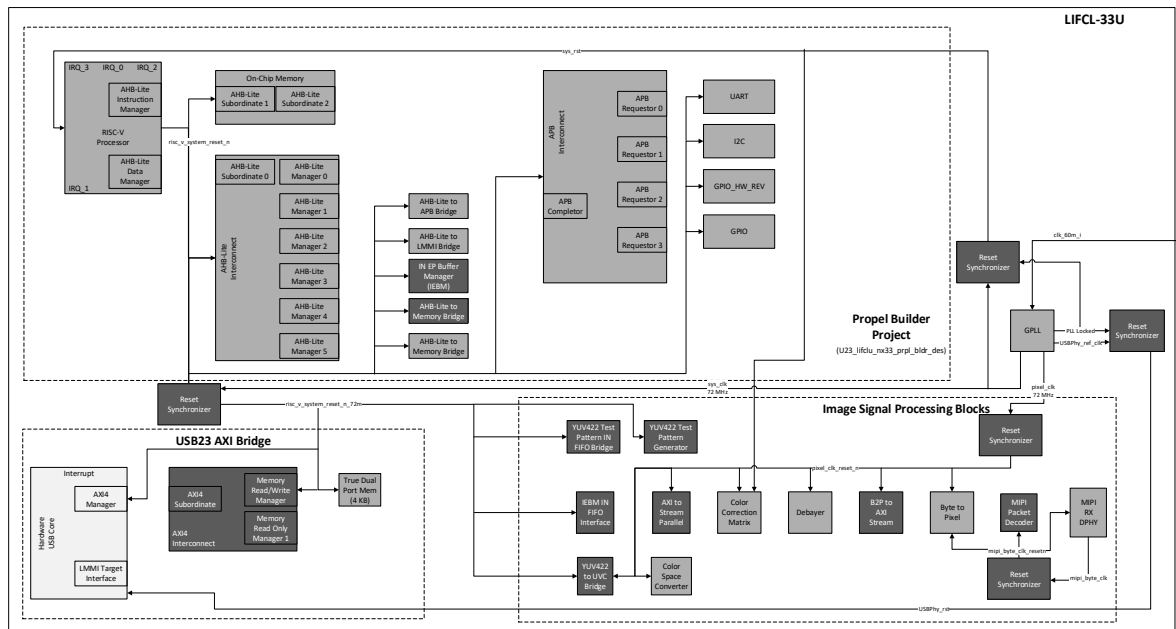 LIFCL-33U
sys_rst
IRQ_3 IRQ_0 IRQ_2
AHB-Lite
Instruction
Manager
RISC-V
Processor
AHB-Lite
Data
Manager
IRQ_1
risc_v_system_reset_n
On-Chip Memory
AHB-Lite
Subordinate 1
AHB-Lite
Subordinate 2
AHB-Lite
Subordinate 0
AHB-Lite
Manager 0
AHB-Lite
Manager 1
AHB-Lite
Manager 2
AHB-Lite
Manager 3
AHB-Lite
Manager 4
AHB-Lite
Manager 5
AHB-Lite
Interconnect
AHB-Lite to
APB Bridge
AHB-Lite to
LMMI Bridge
IN EP Buffer
Manager
(IEBM)
AHB-Lite to
Memory Bridge
AHB-Lite to
Memory Bridge
APB
Interconnect
APB
Requestor 0
APB
Requestor 1
APB
Requestor 2
APB
Requestor 3
APB
Completor
UART
I2C
GPIO_HW_REV
GPIO
Propel Builder
Project
(U23_lifclu_nx33_prpl_bldr_des)
clk_60m_i
Reset
Synchronizer
GPLL
PLL Locked
USBPhy_ref_clk
Reset
Synchronizer
sys_clk
72 MHz
pixel_clk
72 MHz
Reset
Synchronizer
risc_v_system_reset_n_72m
USB23 AXI Bridge
Interrupt
AXI4
Manager
Hardware
USB Core
LMMI Target
Interface
AXI4
Subordinate
Memory
Read/Write
Manager
Memory
Read Only
Manager 1
AXI4
Interconnect
True Dual
Port Mem
(4 KB)
Image Signal Processing Blocks
YUV422 Test
Pattern IN
FIFO Bridge
YUV422 Test
Pattern
Generator
Reset
Synchronizer
pixel_clk_reset_n
IEBM IN
FIFO
Interface
AXI to
Stream
Parallel
Color
Correction
Matrix
Debayer
B2P to
AXI
Stream
Byte to
Pixel
MIPI
Packet
Decoder
MIPI
RX
DPHY
mipi_byte_clk_resetn
YUV422
to UVC
Bridge
Color
Space
Converter
Reset
Synchronizer
mipi_byte_clk
USBPhy_rst